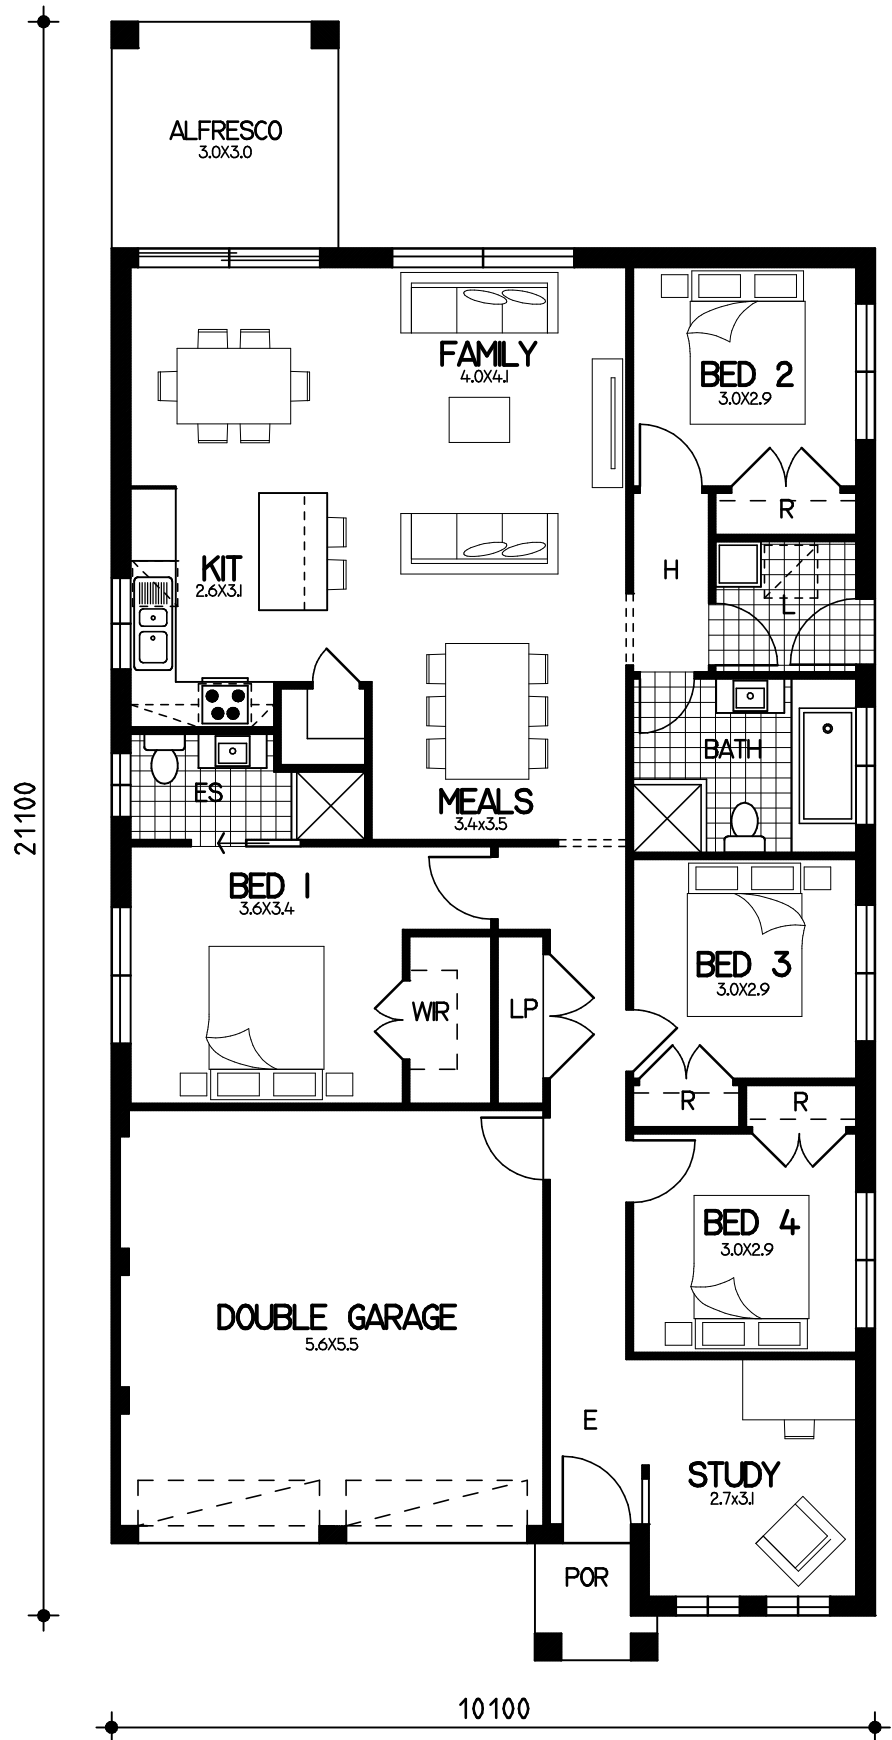 ALFRESCO
3.0X3.0
FAMILY
4.0X4.1
BED 2
3.0X2.9
R
KIT
2.6X3.1
H
L
BATH
ES
MEALS
3.4x3.5
21100
BED 1
3.6X3.4
WIR
LP
BED 3
3.0X2.9
R
R
BED 4
3.0X2.9
DOUBLE GARAGE
5.6X5.5
E
STUDY
2.7x3.1
POR
10100